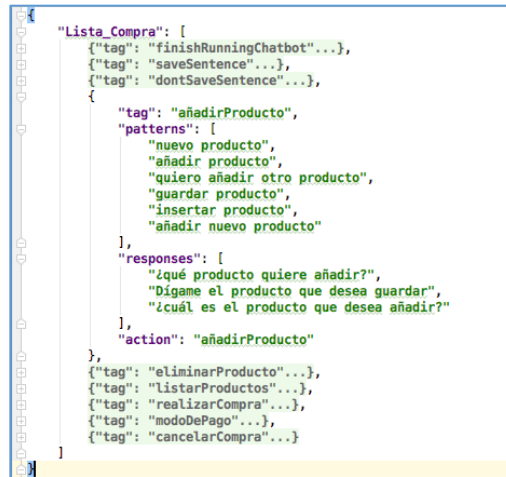 {
"Lista_Compra": [
{"tag": "finishRunningChatbot"...},
{"tag": "saveSentence"...},
{"tag": "dontSaveSentence"...},
{
"tag": "añadirProducto",
"patterns": [
"nuevo producto",
"añadir producto",
"quiero añadir otro producto",
"guardar producto",
"insertar producto",
"añadir nuevo producto"
],
"responses": [
"¿qué producto quiere añadir?",
"Dígame el producto que desea guardar",
"¿cuál es el producto que desea añadir?"
],
"action": "añadirProducto"
},
{"tag": "eliminarProducto"...},
{"tag": "listarProductos"...},
{"tag": "realizarCompra"...},
{"tag": "modoDePago"...},
{"tag": "cancelarCompra"...}
]
}